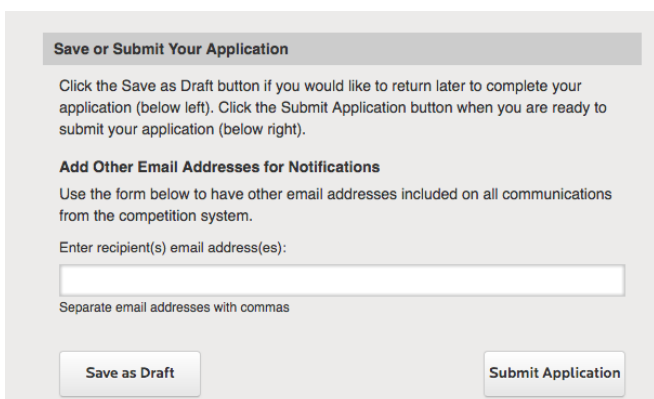 Save or Submit Your Application
Click the Save as Draft button if you would like to return later to complete your
application (below left). Click the Submit Application button when you are ready to
submit your application (below right).
Add Other Email Addresses for Notifications
Use the form below to have other email addresses included on all communications
from the competition system.
Enter recipient(s) email address(es):
Separate email addresses with commas
Save as Draft
Submit Application